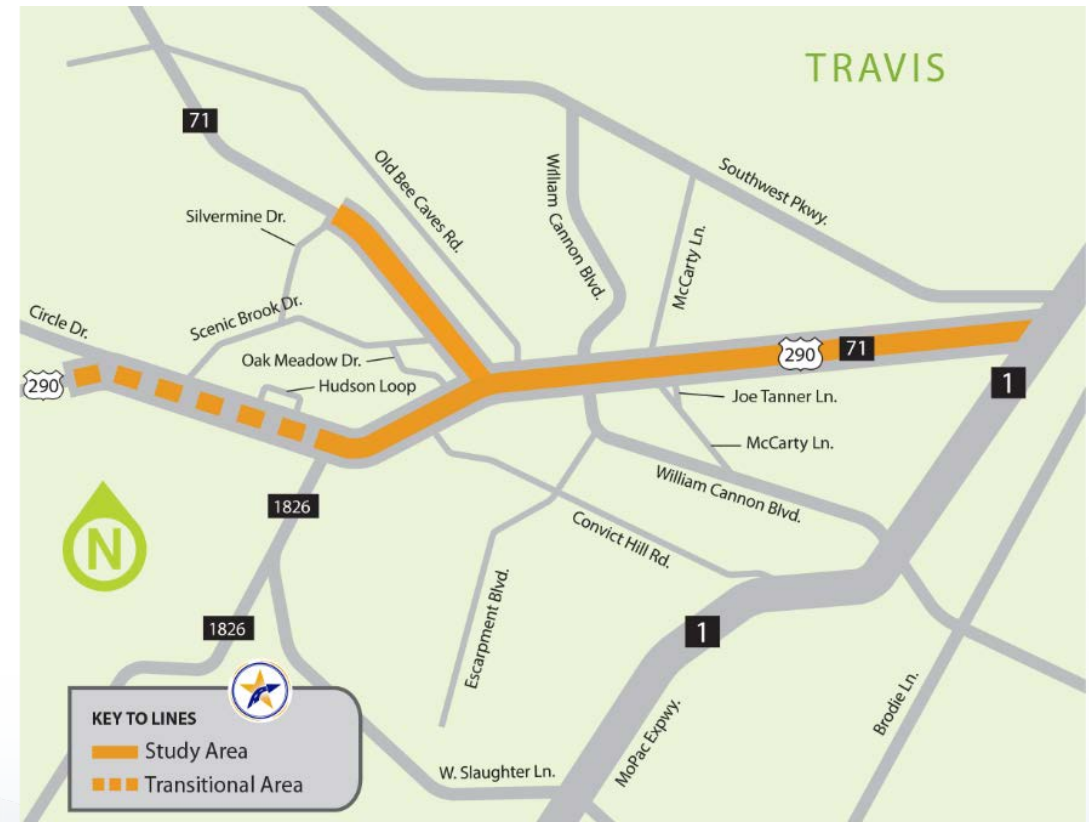 TRAVIS
71
Old Bee Caves Rd.
William Cannon Blvd.
Southwest Pkwy.
Silvermine Dr.
McCarty Ln.
Circle Dr.
Scenic Brook Dr.
Oak Meadow Dr.
290
71
290
Hudson Loop
1
Joe Tanner Ln.
McCarty Ln.
William Cannon Blvd.
1826
N
Convict Hill Rd.
Escarpment Blvd.
1826
1
Brodie Ln.
MoPac Expwy.
KEY TO LINES
Study Area
Transitional Area
W. Slaughter Ln.